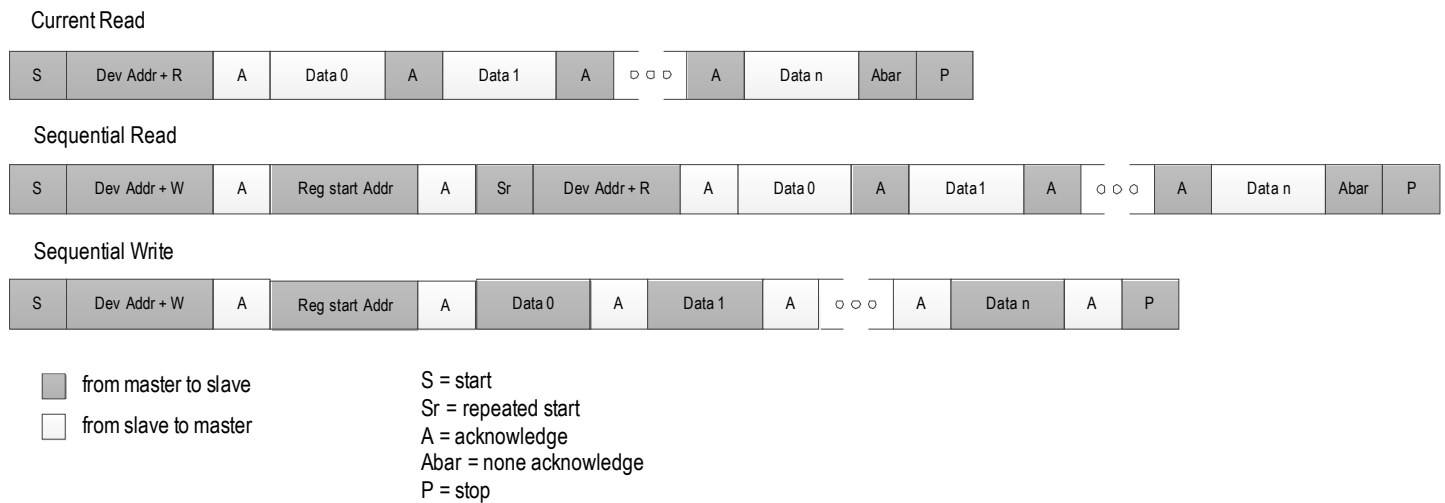 Current Read
S Dev Addr + R A Data 0 A Data 1 A A Data n Abar P
Sequential Read
S Dev Addr + W A Reg start Addr A Sr Dev Addr + R A Data 0 A Data1 A A Data n Abar P
Sequential Write
S Dev Addr + W A Reg start Addr A Data 0 A Data 1 A A Data n A P
from master to slave
from slave to master
S = start
Sr = repeated start
A = acknowledge
Abar = none acknowledge
P = stop